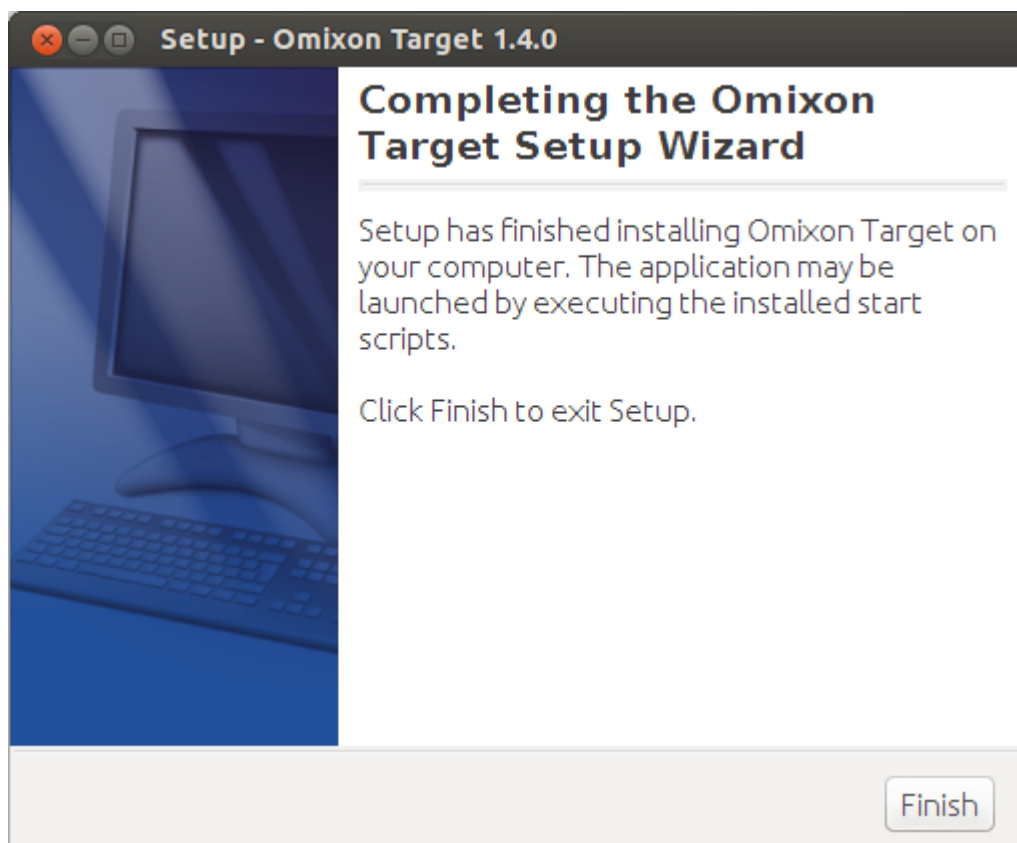 Setup - Omixon Target 1.4.0
Completing the Omixon
Target Setup Wizard
Setup has finished installing Omixon Target on
your computer. The application may be
launched by executing the installed start
scripts.
Click Finish to exit Setup.
Finish